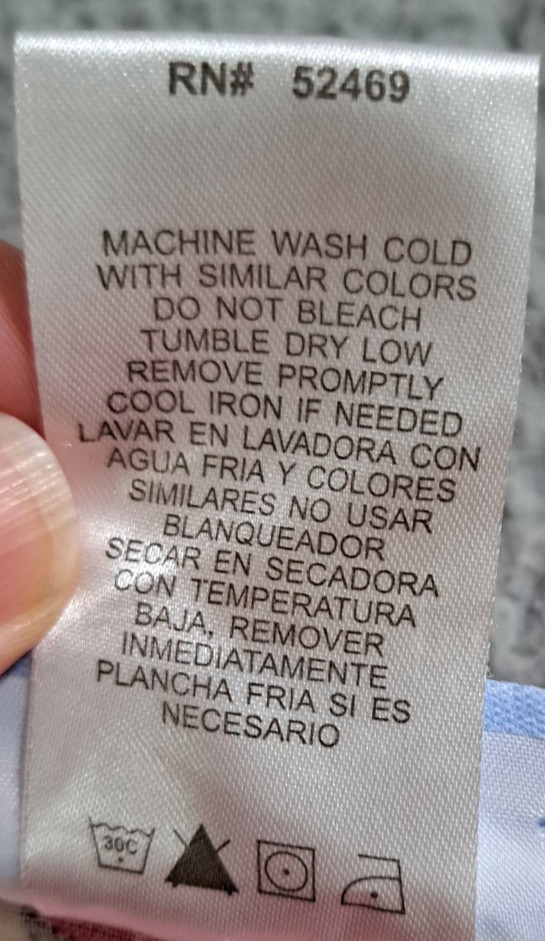 RN# 52469
MACHINE WASH COLD
WITH SIMILAR COLORS
DO NOT BLEACH
TUMBLE DRY LOW
REMOVE PROMPTLY
COOL IRON IF NEEDED
LAVAR EN LAVADORA CON
AGUA FRIA Y COLORES
SIMILARES NO USAR
BLANQUEADOR
SECAR EN SECADORA
CON TEMPERATURA
BAJA, REMOVER
INMEDIATAMENTE
PLANCHA FRIA SI ES
NECESARIO
30C